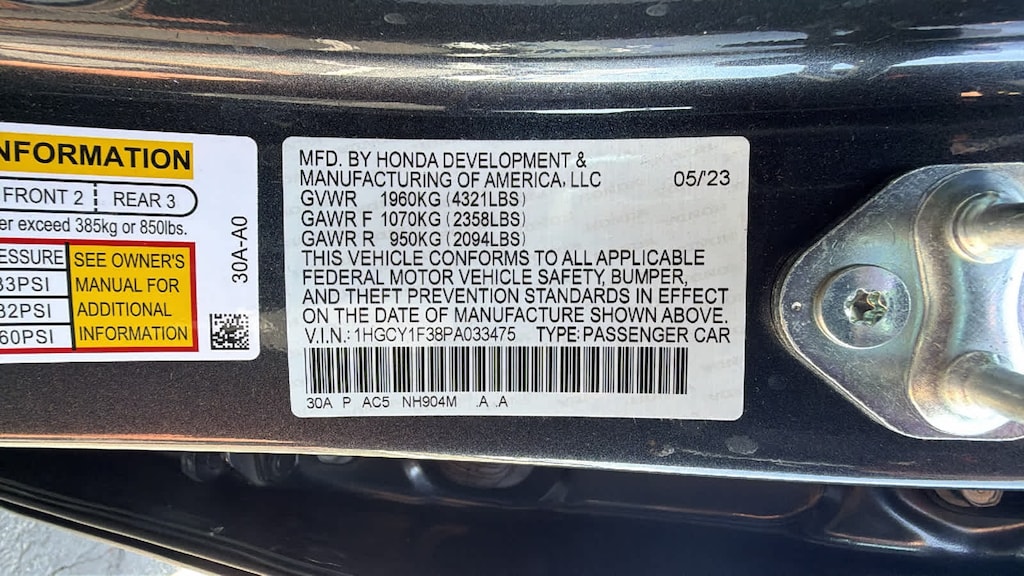 NFORMATION
FRONT 2 REAR 3
er exceed 385kg or 850lbs.
ESSURE
33PSI
32PSI
60PSI
SEE OWNER'S
MANUAL FOR
ADDITIONAL
INFORMATION
30A-A0
MFD. BY HONDA DEVELOPMENT &
MANUFACTURING OF AMERICA, LLC 05/'23
GVWR 1960KG (4321LBS)
GAWR F 1070KG (2358LBS)
GAWR R 950KG (2094LBS)
THIS VEHICLE CONFORMS TO ALL APPLICABLE
FEDERAL MOTOR VEHICLE SAFETY, BUMPER,
AND THEFT PREVENTION STANDARDS IN EFFECT
ON THE DATE OF MANUFACTURE SHOWN ABOVE.
V.I.N.: 1HGCY1F38PA033475 TYPE: PASSENGER CAR
30A P AC5 NH904M .A .A